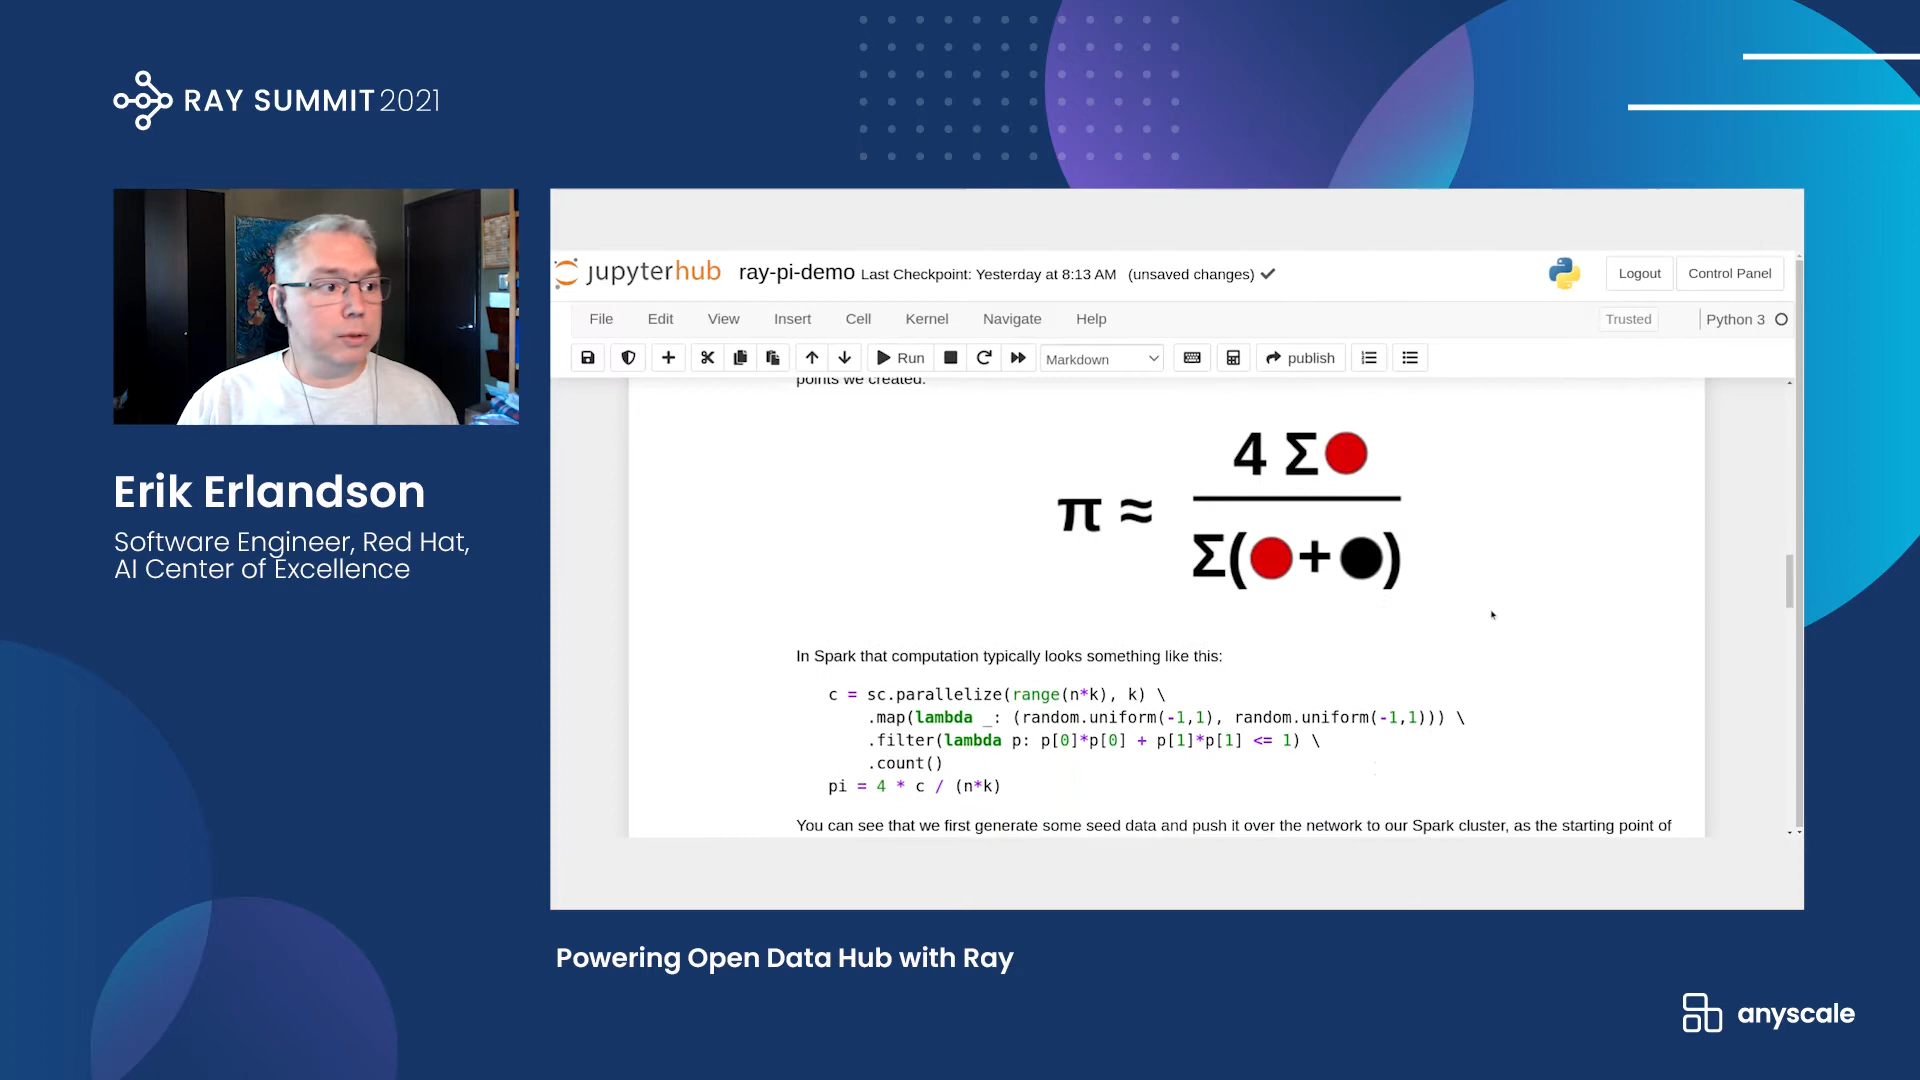 RAY SUMMIT 2021
Erik Erlandson
Software Engineer, Red Hat,
AI Center of Excellence
jupyterhub ray-pi-demo Last Checkpoint: Yesterday at 8:13 AM (unsaved changes) Logout Control Panel
File Edit View Insert Cell Kernel Navigate Help Trusted Python 3
Run Markdown publish
points we created:
4 Σ
π ≈
Σ( + )
In Spark that computation typically looks something like this:
c = sc.parallelize(range(n*k), k) \
.map(lambda _: (random.uniform(-1,1), random.uniform(-1,1))) \
.filter(lambda p: p[0]*p[0] + p[1]*p[1] <= 1) \
.count()
pi = 4 * c / (n*k)
You can see that we first generate some seed data and push it over the network to our Spark cluster, as the starting point of
Powering Open Data Hub with Ray
anyscale